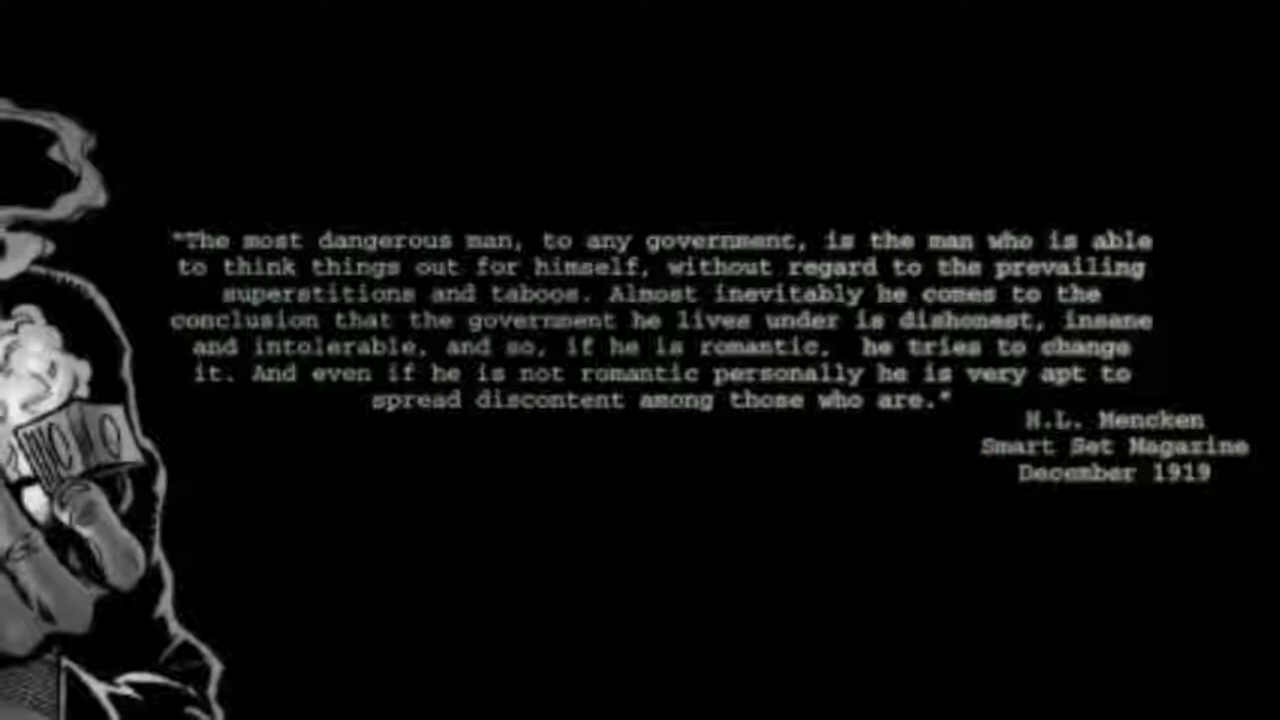 "The most dangerous man, to any government, is the man who is able
to think things out for himself, without regard to the prevailing
superstitions and taboos. Almost inevitably he comes to the
conclusion that the government he lives under is dishonest, insane
and intolerable, and so, if he is romantic, he tries to change
it. And even if he is not romantic personally he is very apt to
spread discontent among those who are."
H.L. Mencken
Smart Set Magazine
December 1919